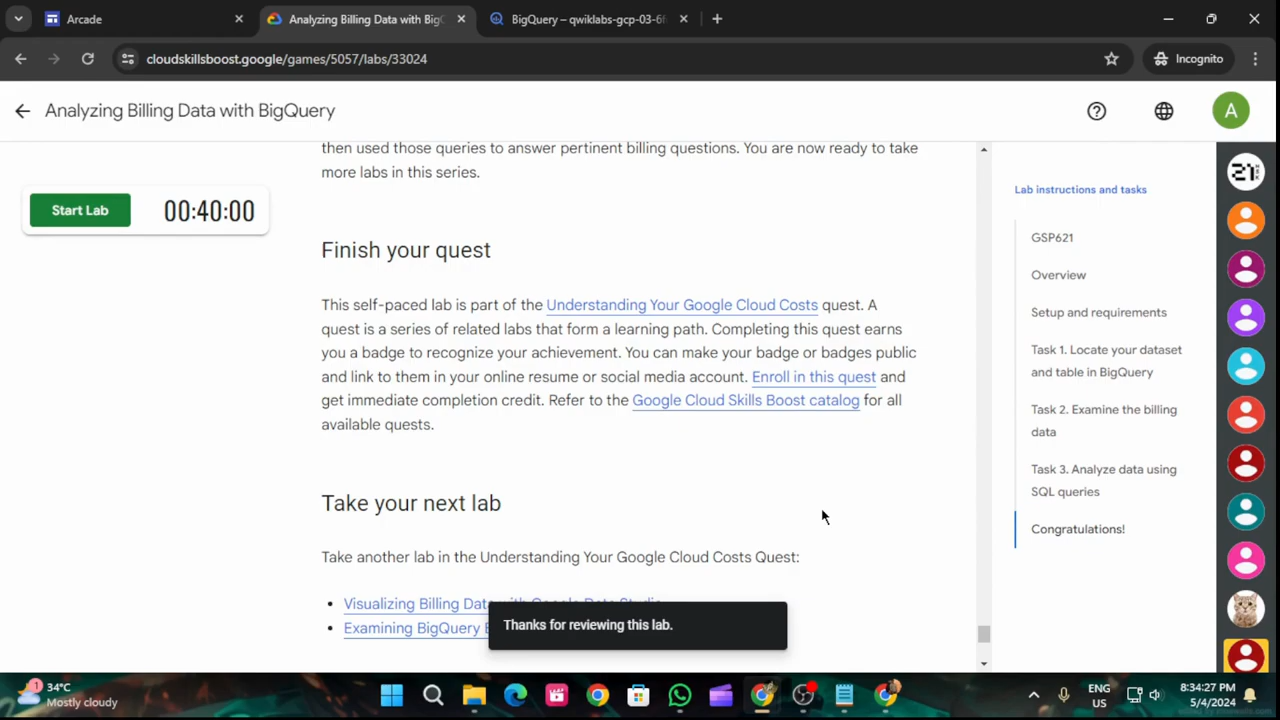 Arcade
Analyzing Billing Data with BigQ
BigQuery – qwiklabs-gcp-03-6f
cloudskillsboost.google/games/5057/labs/33024
Incognito
Analyzing Billing Data with BigQuery
A
then used those queries to answer pertinent billing questions. You are now ready to take
more labs in this series.
Start Lab
00:40:00
Finish your quest
This self-paced lab is part of the Understanding Your Google Cloud Costs quest. A
quest is a series of related labs that form a learning path. Completing this quest earns
you a badge to recognize your achievement. You can make your badge or badges public
and link to them in your online resume or social media account. Enroll in this quest and
get immediate completion credit. Refer to the Google Cloud Skills Boost catalog for all
available quests.
Take your next lab
Take another lab in the Understanding Your Google Cloud Costs Quest:
Visualizing Billing Data with Google Data Studio
Examining BigQuery
Thanks for reviewing this lab.
Lab instructions and tasks
GSP621
Overview
Setup and requirements
Task 1. Locate your dataset
and table in BigQuery
Task 2. Examine the billing
data
Task 3. Analyze data using
SQL queries
Congratulations!
21
1
34°C
Mostly cloudy
ENG
US
8:34:27 PM
5/4/2024